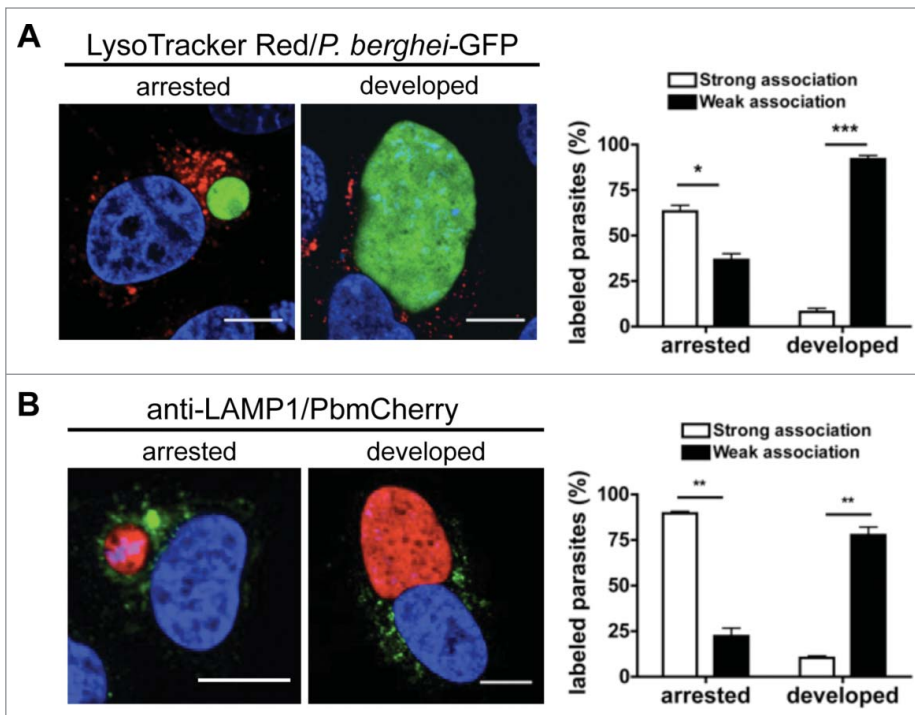 A
LysoTracker Red/P. berghei-GFP
arrested
developed
Strong association
Weak association
labeled parasites (%)
100
75
50
25
0
*
***
arrested
developed
B
anti-LAMP1/PbmCherry
arrested
developed
Strong association
Weak association
labeled parasites (%)
100
75
50
25
0
**
**
arrested
developed